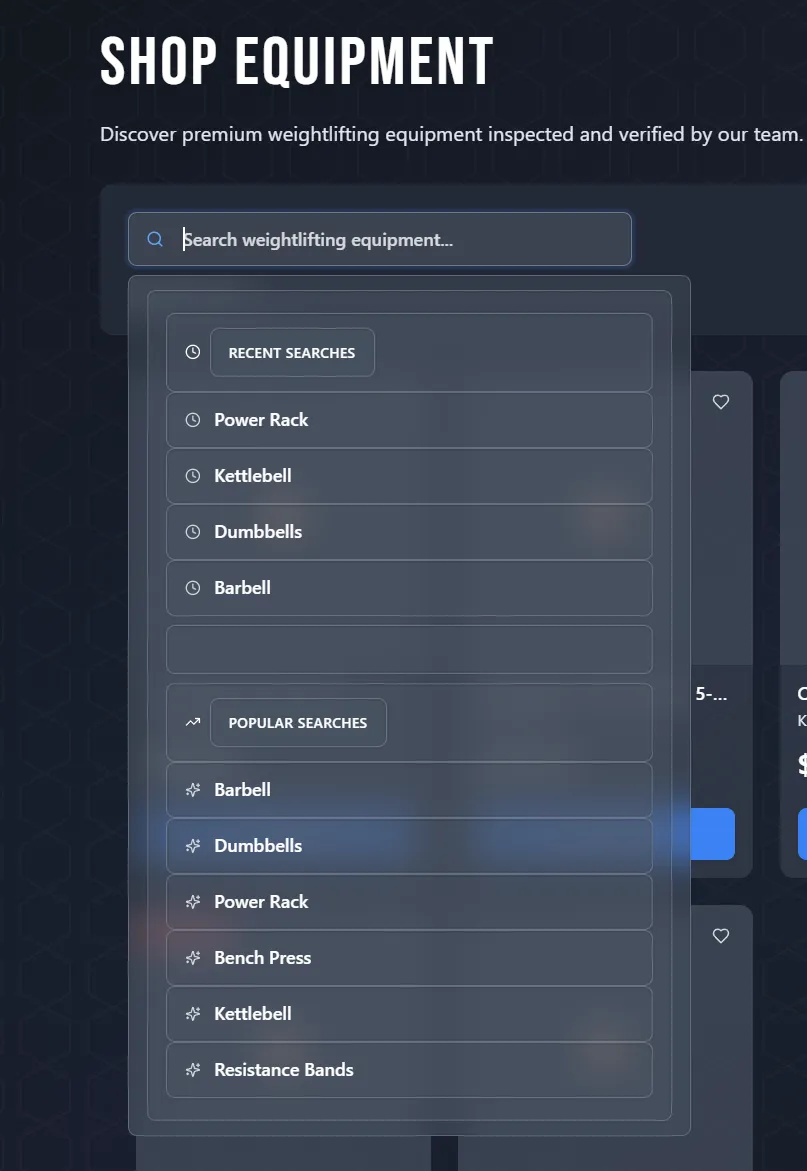 SHOP EQUIPMENT
Discover premium weightlifting equipment inspected and verified by our team.
Search weightlifting equipment...
RECENT SEARCHES
Power Rack
Kettlebell
Dumbbells
Barbell
5-...
C
K
$
POPULAR SEARCHES
Barbell
Dumbbells
Power Rack
Bench Press
Kettlebell
Resistance Bands